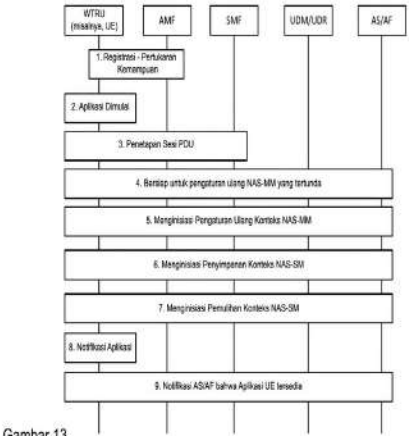 WTRU
(misalnya, UE)
AMF
SMF
UDM/UDR
AS/AF
1. Registrasi - Pertukaran
Kemampuan
2. Aplikasi Dimulai
3. Penetapan Sesi PDU
4. Bersiap untuk pengaturan ulang NAS-MM yang tertunda
5. Menginisiasi Pengaturan Ulang Konteks NAS-MM
6. Menginisiasi Penyimpanan Konteks NAS-SM
7. Menginisiasi Pemulihan Konteks NAS-SM
8. Notifikasi Aplikasi
9. Notifikasi AS/AF bahwa Aplikasi UE tersedia
Gambar 13